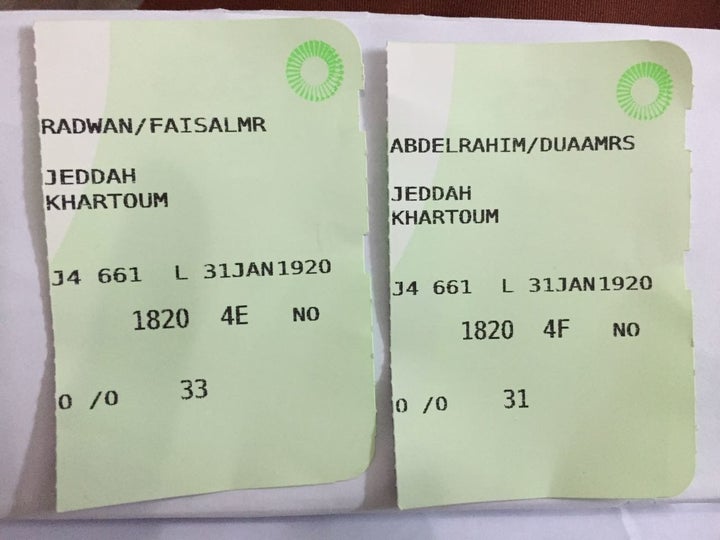 RADWAN/FAISALMR
JEDDAH
KHARTOUM
J4 661 L 31JAN1920
1820 4E NO
0 /0 33
ABDELRAHIM/DUAAMRS
JEDDAH
KHARTOUM
J4 661 L 31JAN1920
1820 4F NO
0 /0 31